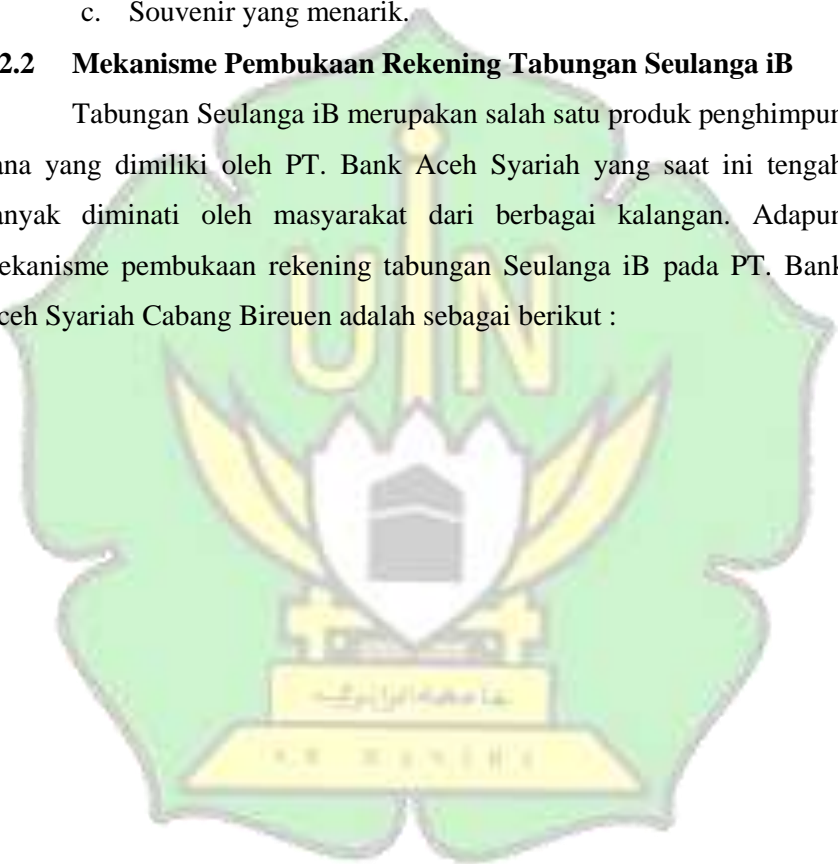 c. Souvenir yang menarik.
2.2 Mekanisme Pembukaan Rekening Tabungan Seulanga iB
Tabungan Seulanga iB merupakan salah satu produk penghimpun
ana yang dimiliki oleh PT. Bank Aceh Syariah yang saat ini tengah
anyak diminati oleh masyarakat dari berbagai kalangan. Adapun
ekanisme pembukaan rekening tabungan Seulanga iB pada PT. Bank
ceh Syariah Cabang Bireuen adalah sebagai berikut :
UIN